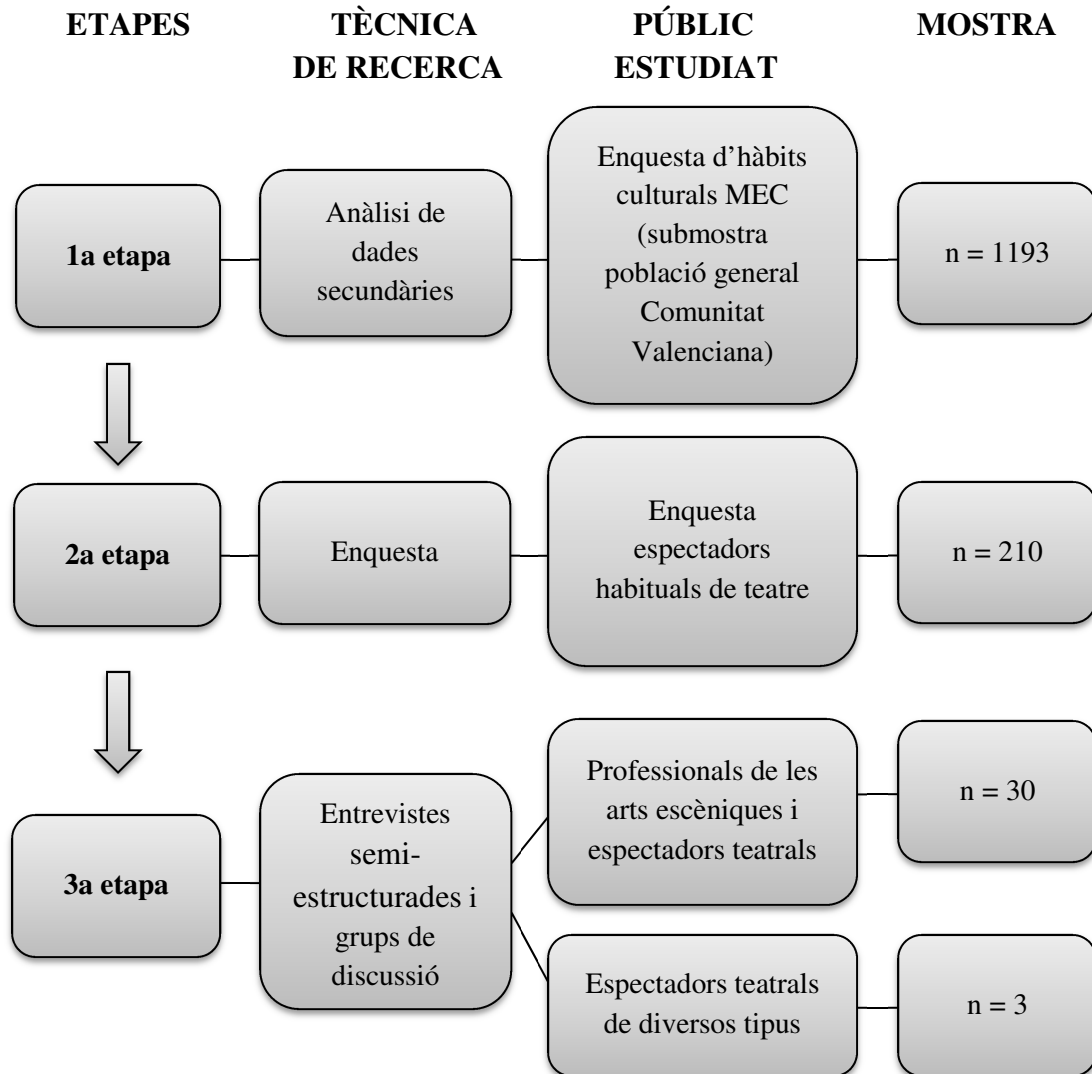 ETAPES
TÈCNICA
DE RECERCA
PÚBLIC
ESTUDIAT
MOSTRA
1a etapa
Anàlisi de
dades
secundàries
Enquesta d’hàbits
culturals MEC
(submostra
població general
Comunitat
Valenciana)
n = 1193
2a etapa
Enquesta
Enquesta
espectadors
habituals de teatre
n = 210
3a etapa
Entrevistes
semi-
estructurades i
grups de
discussió
Professionals de les
arts escèniques i
espectadors teatrals
n = 30
Espectadors teatrals
de diversos tipus
n = 3